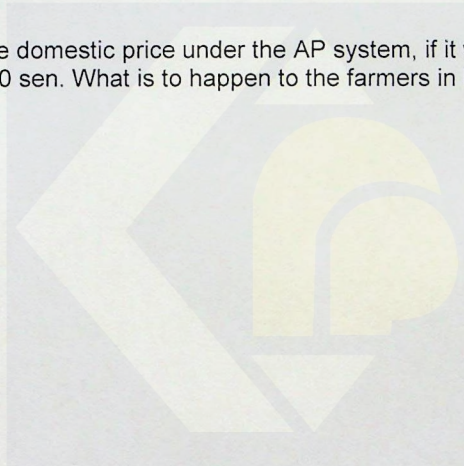 e domestic price under the AP system, if it
0 sen. What is to happen to the farmers in